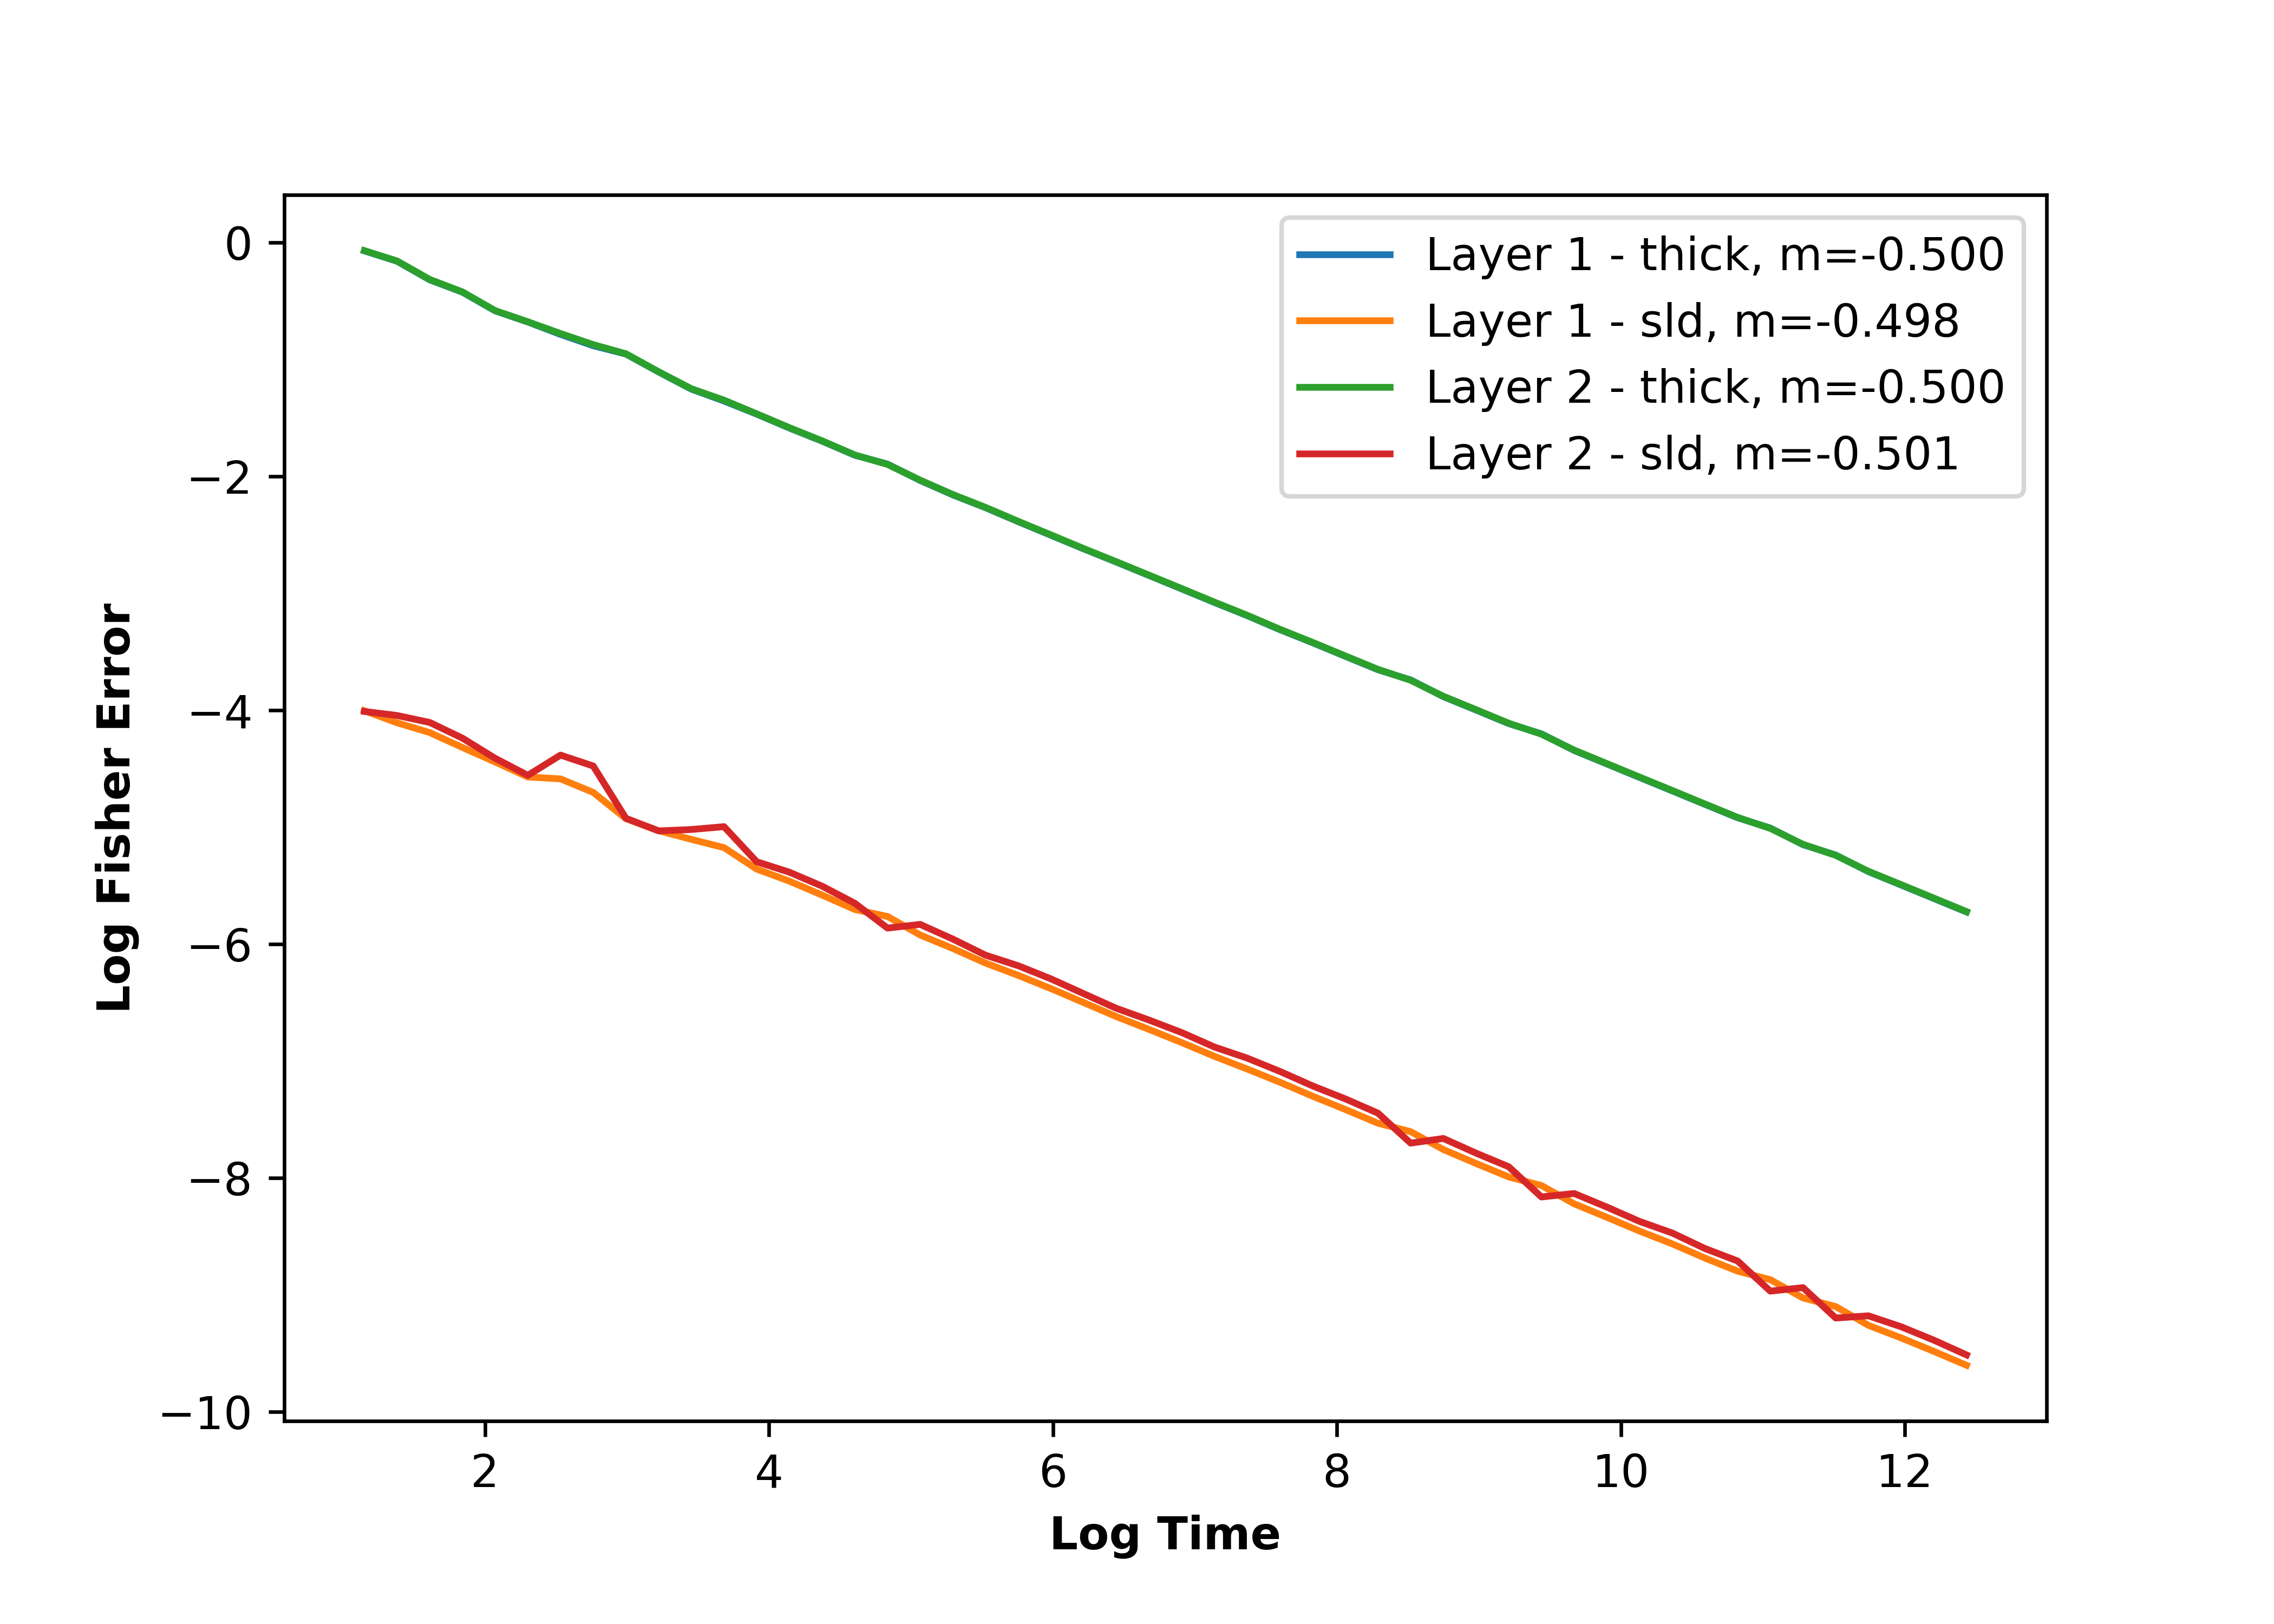 Layer 1 - thick, m=-0.500
Layer 1 - sld, m=-0.498
Layer 2 - thick, m=-0.500
Layer 2 - sld, m=-0.501
0
−2
−4
−6
−8
−10
Log Fisher Error
2 4 6 8 10 12
Log Time